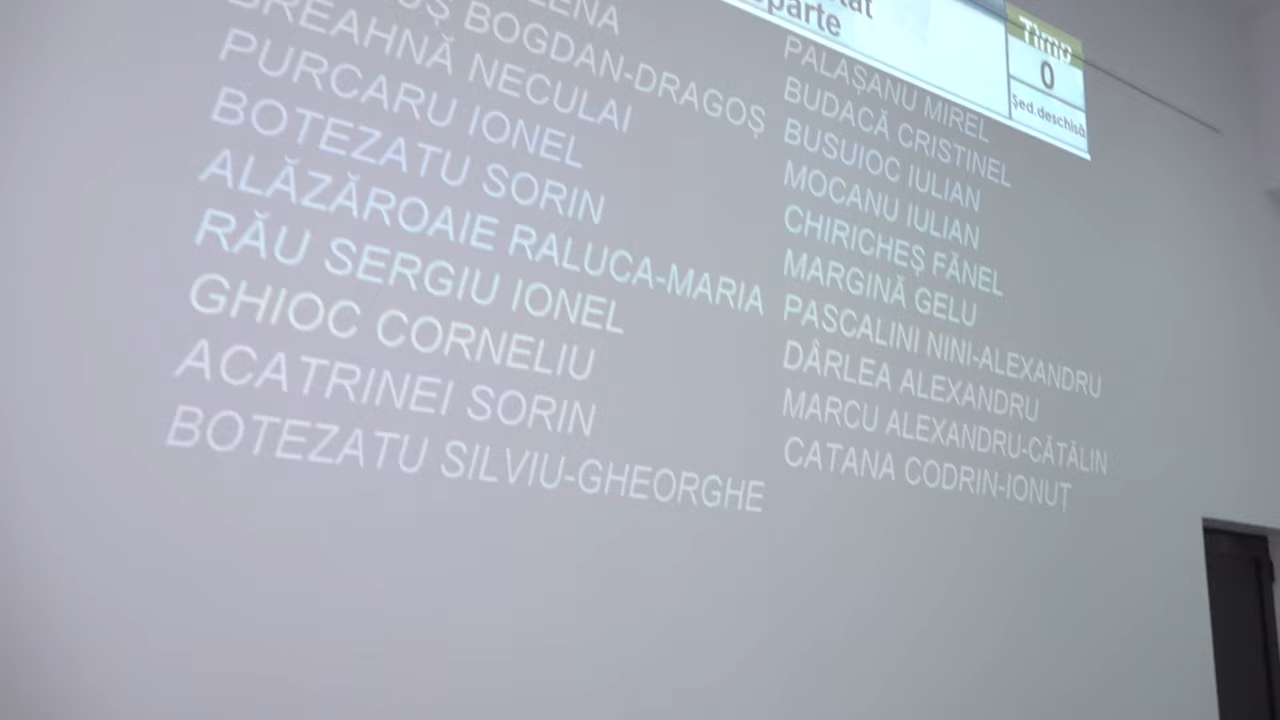 BOGDAN-DRAGOȘ
BREAHNĂ NECULAI
PURCARU IONEL
BOTEZATU SORIN
ALĂZĂROAIE RALUCA-MARIA
RĂU SERGIU IONEL
GHIOC CORNELIU
ACATRINEI SORIN
BOTEZATU SILVIU-GHEORGHE
PALAȘANU MIREL
BUDACĂ CRISTINEL
BUSUIOC IULIAN
MOCANU IULIAN
CHIRICHEȘ FĂNEL
MARGINĂ GELU
PASCALINI NINI-ALEXANDRU
DÂRLEA ALEXANDRU
MARCU ALEXANDRU-CĂTĂLIN
CATANA CODRIN-IONUȚ
Timp
0
Șed.deschisă